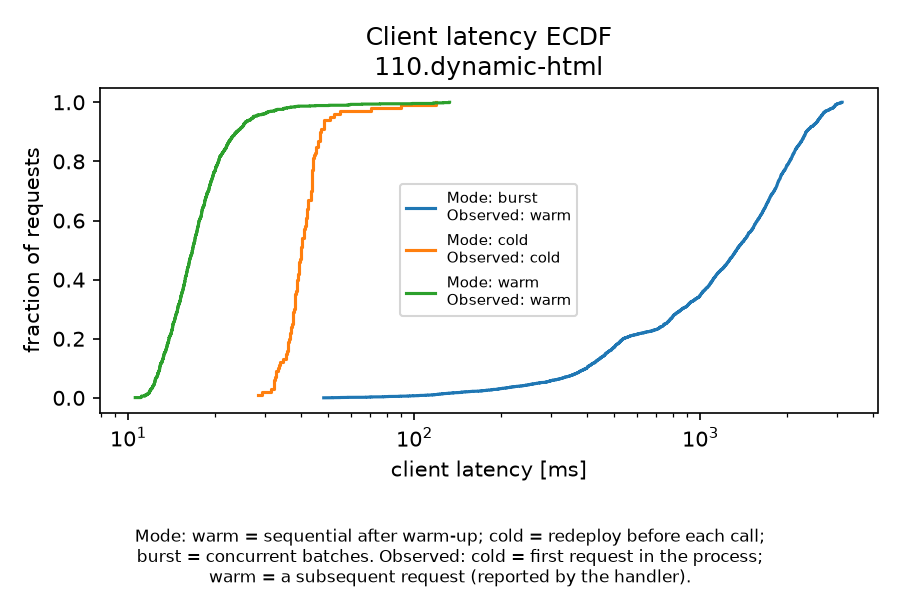 Client latency ECDF
110.dynamic-html
1.0
0.8
0.6
0.4
0.2
0.0
fraction of requests
Mode: burst
Observed: warm
Mode: cold
Observed: cold
Mode: warm
Observed: warm
10¹
10²
10³
client latency [ms]
Mode: warm = sequential after warm-up; cold = redeploy before each call;
burst = concurrent batches. Observed: cold = first request in the process;
warm = a subsequent request (reported by the handler).